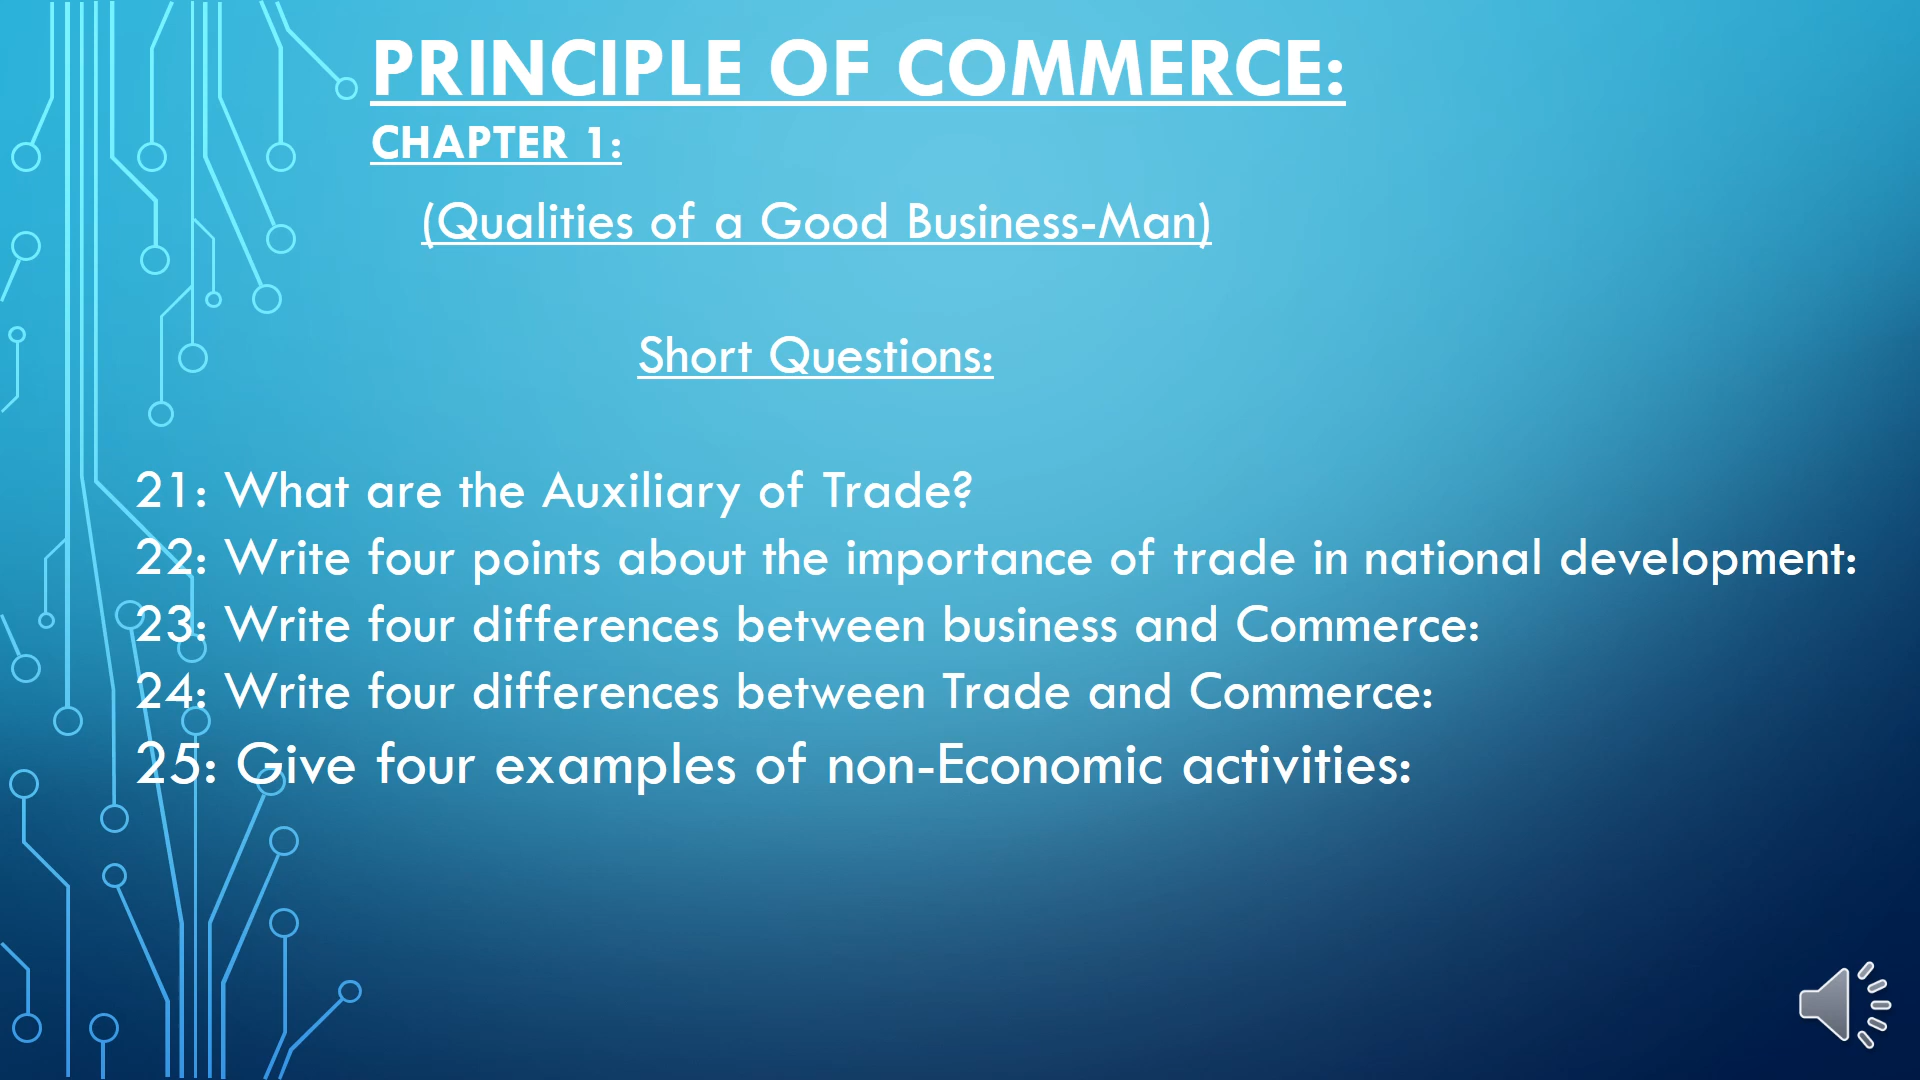 PRINCIPLE OF COMMERCE:
CHAPTER 1:
(Qualities of a Good Business-Man)
Short Questions:
21: What are the Auxiliary of Trade?
22: Write four points about the importance of trade in national development:
23: Write four differences between business and Commerce:
24: Write four differences between Trade and Commerce:
25: Give four examples of non-Economic activities: